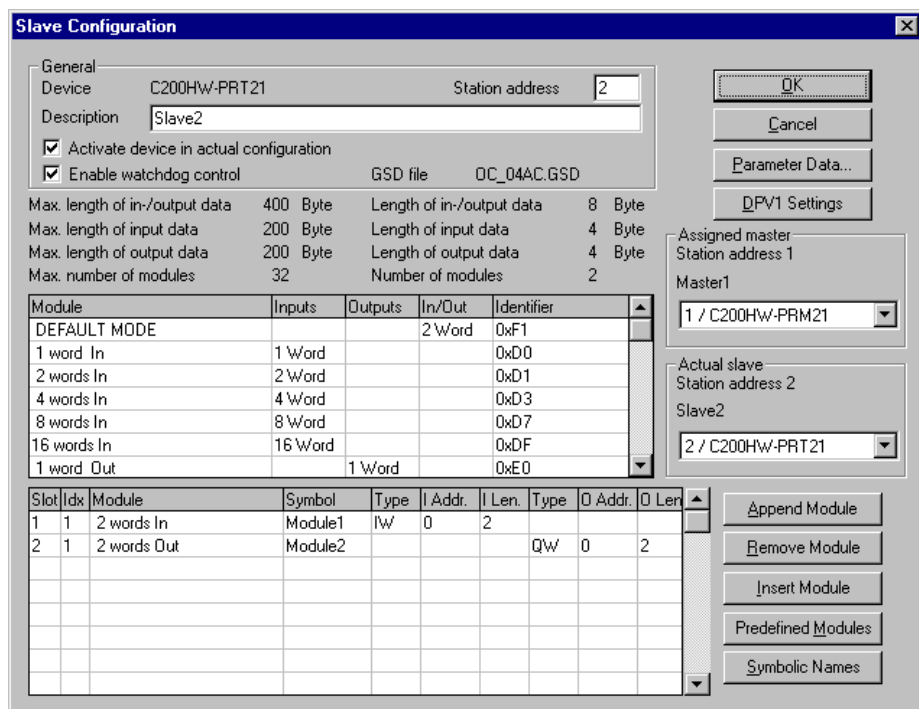 Slave Configuration
General
Device C200HW-PRT21 Station address 2
Description Slave2
Activate device in actual configuration
Enable watchdog control GSD file OC_04AC.GSD
Max. length of in-/output data 400 Byte Length of in-/output data 8 Byte
Max. length of input data 200 Byte Length of input data 4 Byte
Max. length of output data 200 Byte Length of output data 4 Byte
Max. number of modules 32 Number of modules 2
OK
Cancel
Parameter Data...
DPV1 Settings
Assigned master
Station address 1
Master1
1 / C200HW-PRM21
Actual slave
Station address 2
Slave2
2 / C200HW-PRT21
Module Inputs Outputs In/Out Identifier
DEFAULT MODE 2 Word 0xF1
1 word In 1 Word 0xD0
2 words In 2 Word 0xD1
4 words In 4 Word 0xD3
8 words In 8 Word 0xD7
16 words In 16 Word 0xDF
1 word Out 1 Word 0xE0
Slot Idx Module Symbol Type I Addr. I Len. Type O Addr. O Len
1 1 2 words In Module1 IW 0 2
2 1 2 words Out Module2 QW 0 2
Append Module
Remove Module
Insert Module
Predefined Modules
Symbolic Names